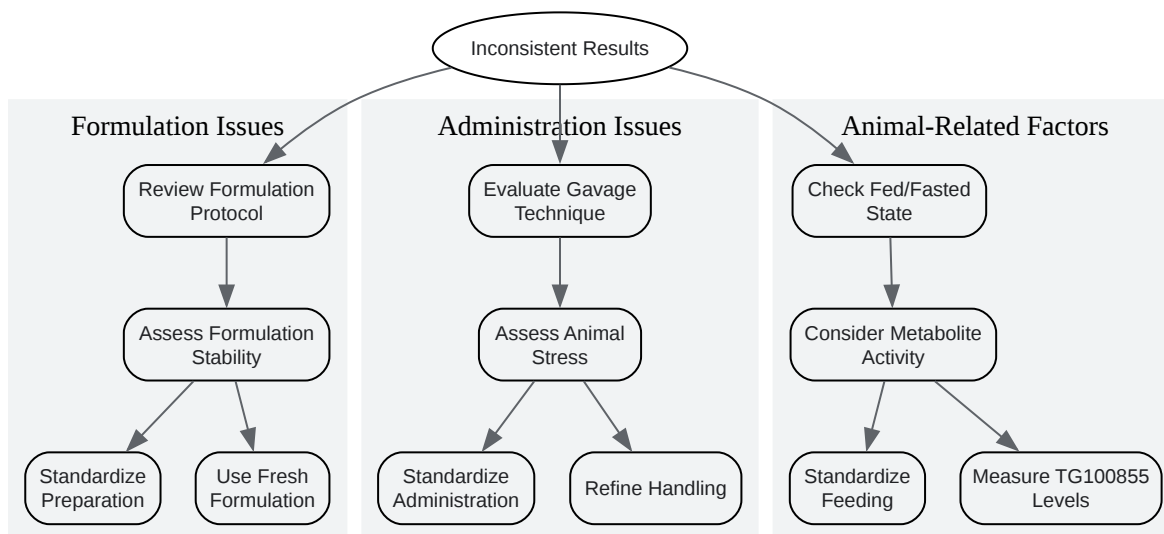 Inconsistent Results
Formulation Issues
Review Formulation
Protocol
Assess Formulation
Stability
Standardize
Preparation
Use Fresh
Formulation
Administration Issues
Evaluate Gavage
Technique
Assess Animal
Stress
Standardize
Administration
Refine Handling
Animal-Related Factors
Check Fed/Fasted
State
Consider Metabolite
Activity
Standardize
Feeding
Measure TG100855
Levels